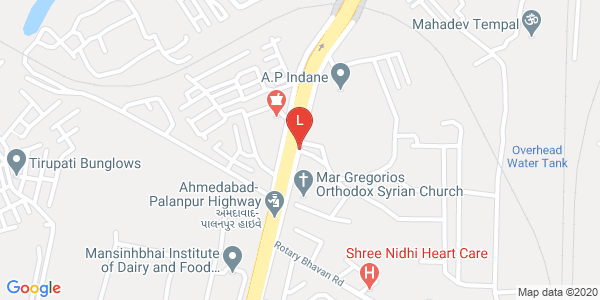 Mahadev Tempal
A.P Indane
L
Overhead
Water Tank
Tirupati Bunglows
Mar Gregorios
Orthodox Syrian Church
Ahmedabad-
Palanpur Highway
અમદાવાદ-
પાલનપુર હાઇવે
Mansinhbhai Institute
of Dairy and Food...
Rotary Bhavan Rd
Shree Nidhi Heart Care
H
Google
Map data ©2020